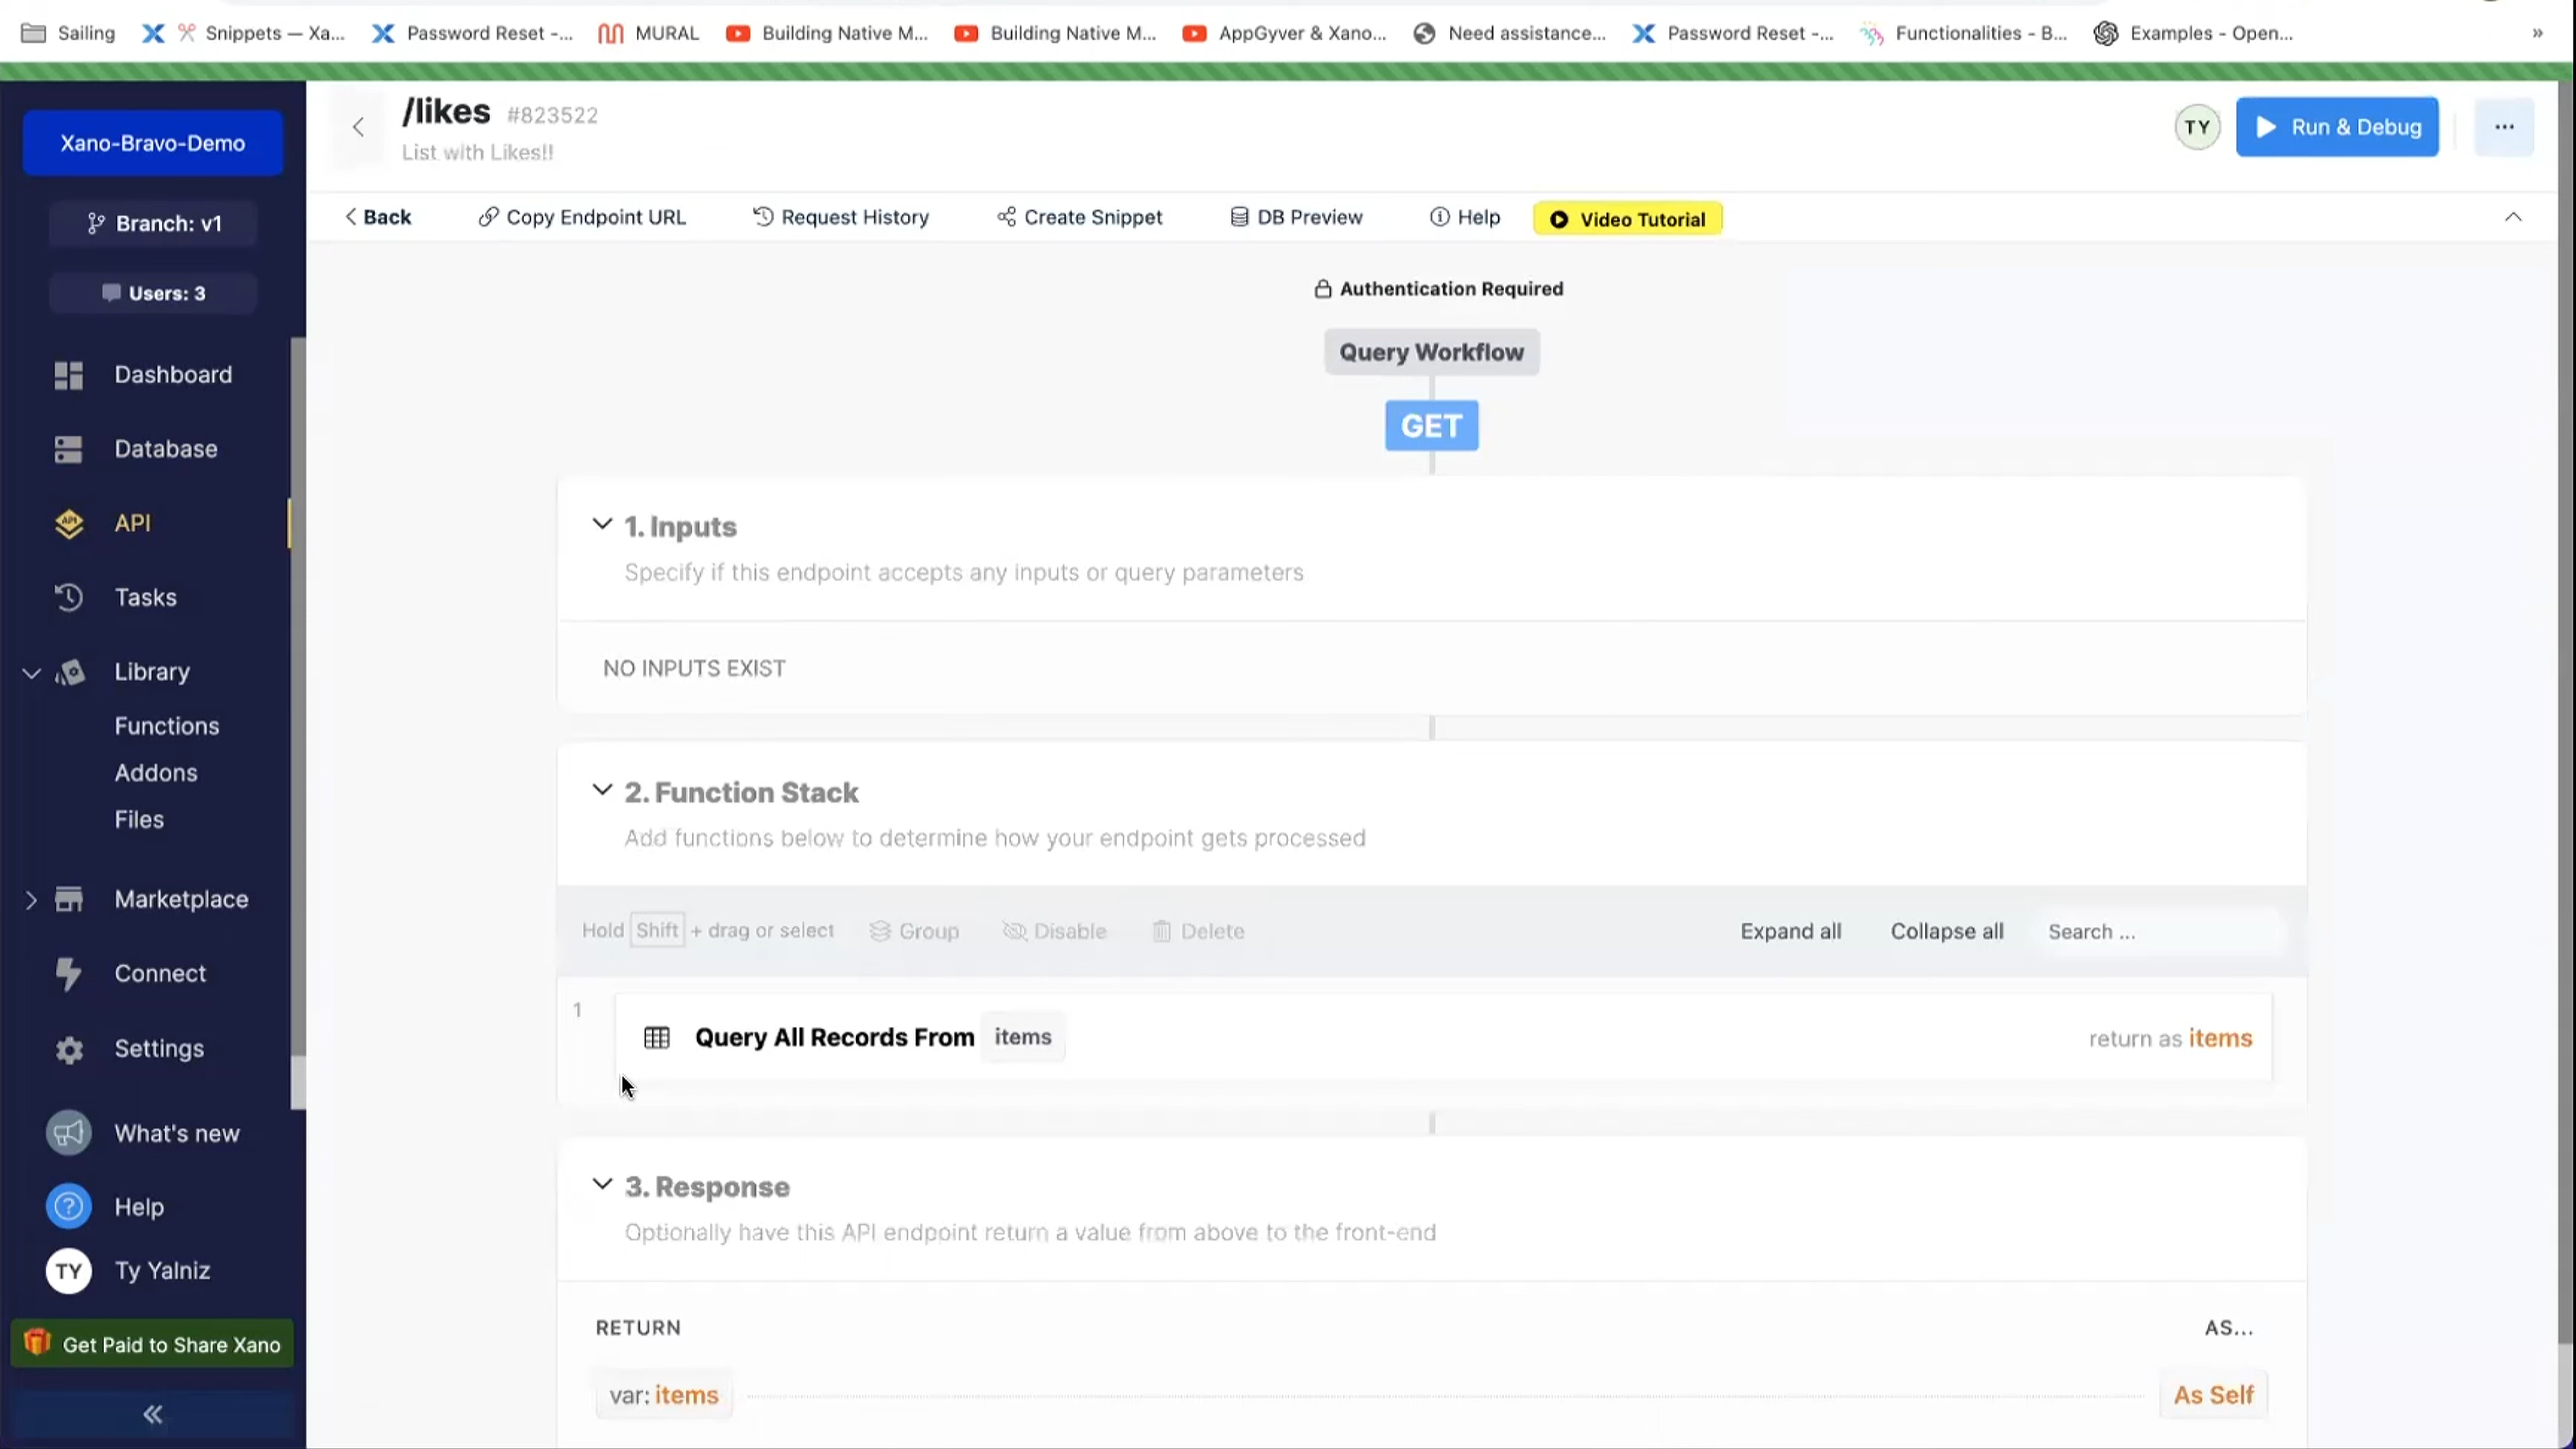 Sailing
Snippets — Xa...
Password Reset -...
MURAL
Building Native M...
Building Native M...
AppGyver & Xano...
Need assistance...
Password Reset -...
Functionalities - B...
Examples - Open...
»
Xano-Bravo-Demo
Branch: v1
Users: 3
Dashboard
Database
API
Tasks
Library
Functions
Addons
Files
Marketplace
Connect
Settings
What's new
Help
TY Ty Yalniz
Get Paid to Share Xano
«
/likes #823522
List with Likes!!
TY
Run & Debug
...
Back
Copy Endpoint URL
Request History
Create Snippet
DB Preview
Help
Video Tutorial
Authentication Required
Query Workflow
GET
1. Inputs
Specify if this endpoint accepts any inputs or query parameters
NO INPUTS EXIST
2. Function Stack
Add functions below to determine how your endpoint gets processed
Hold Shift + drag or select Group Disable Delete Expand all Collapse all Search ...
1
Query All Records From items return as items
3. Response
Optionally have this API endpoint return a value from above to the front-end
RETURN AS...
var: items As Self